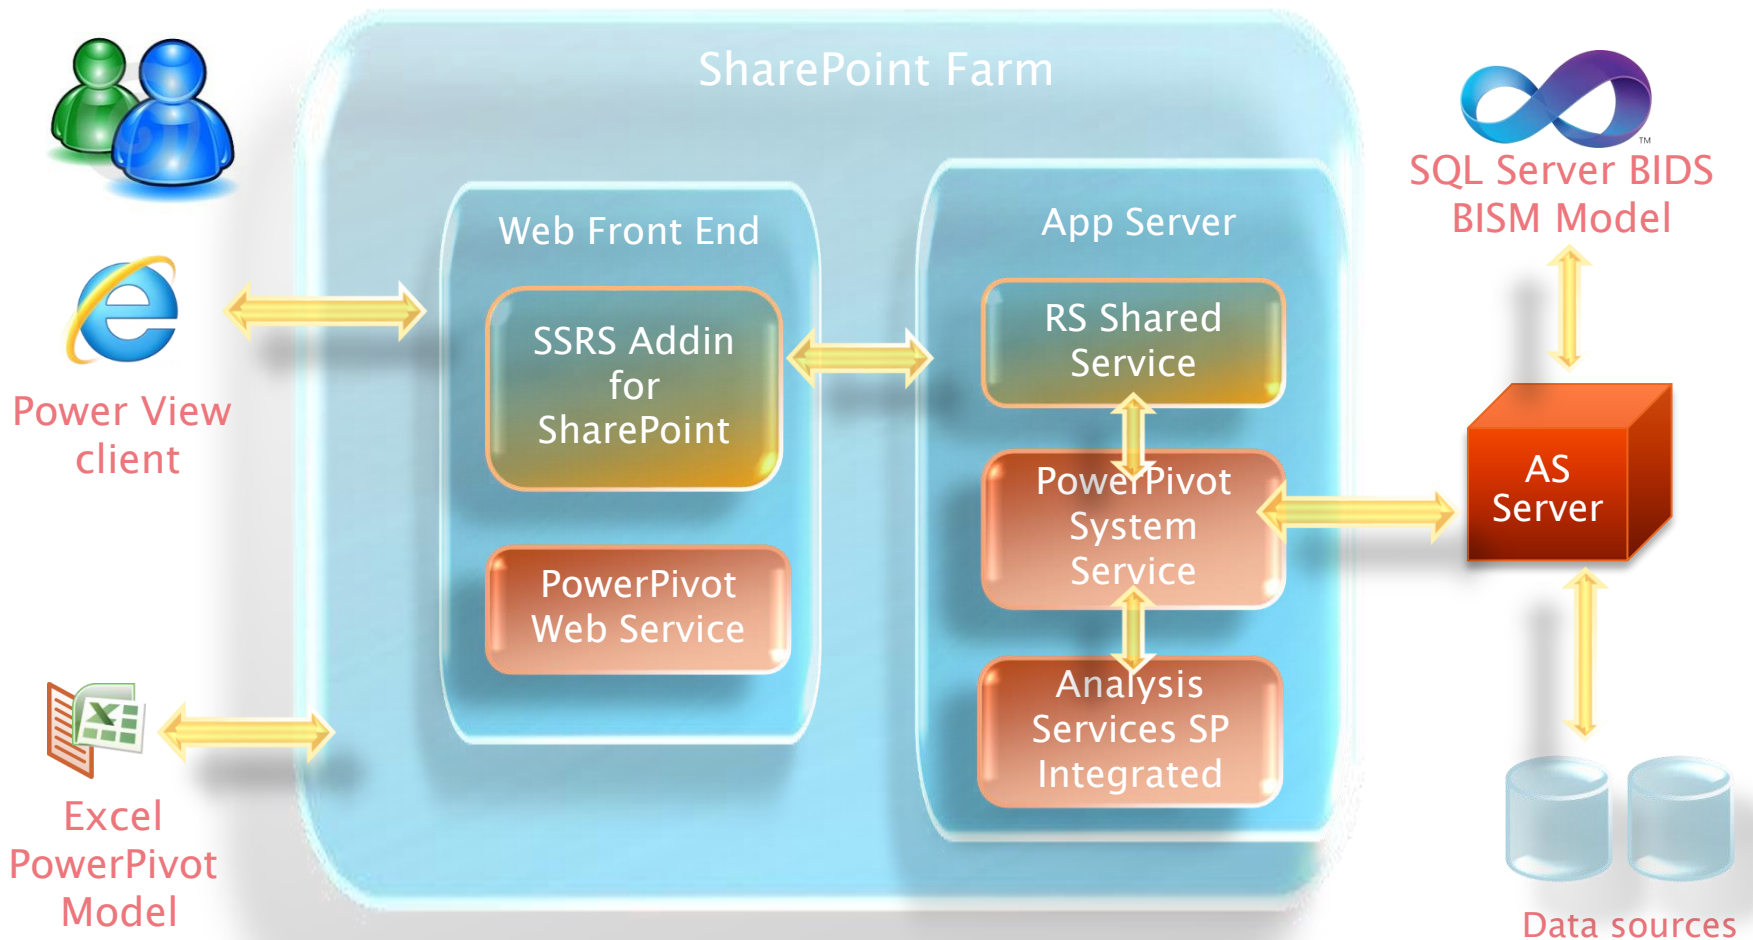 SharePoint Farm
Web Front End
SSRS Addin
for
SharePoint
PowerPivot
Web Service
App Server
RS Shared
Service
PowerPivot
System
Service
Analysis
Services SP
Integrated
Power View
client
Excel
PowerPivot
Model
TM
SQL Server BIDS
BISM Model
AS
Server
Data sources